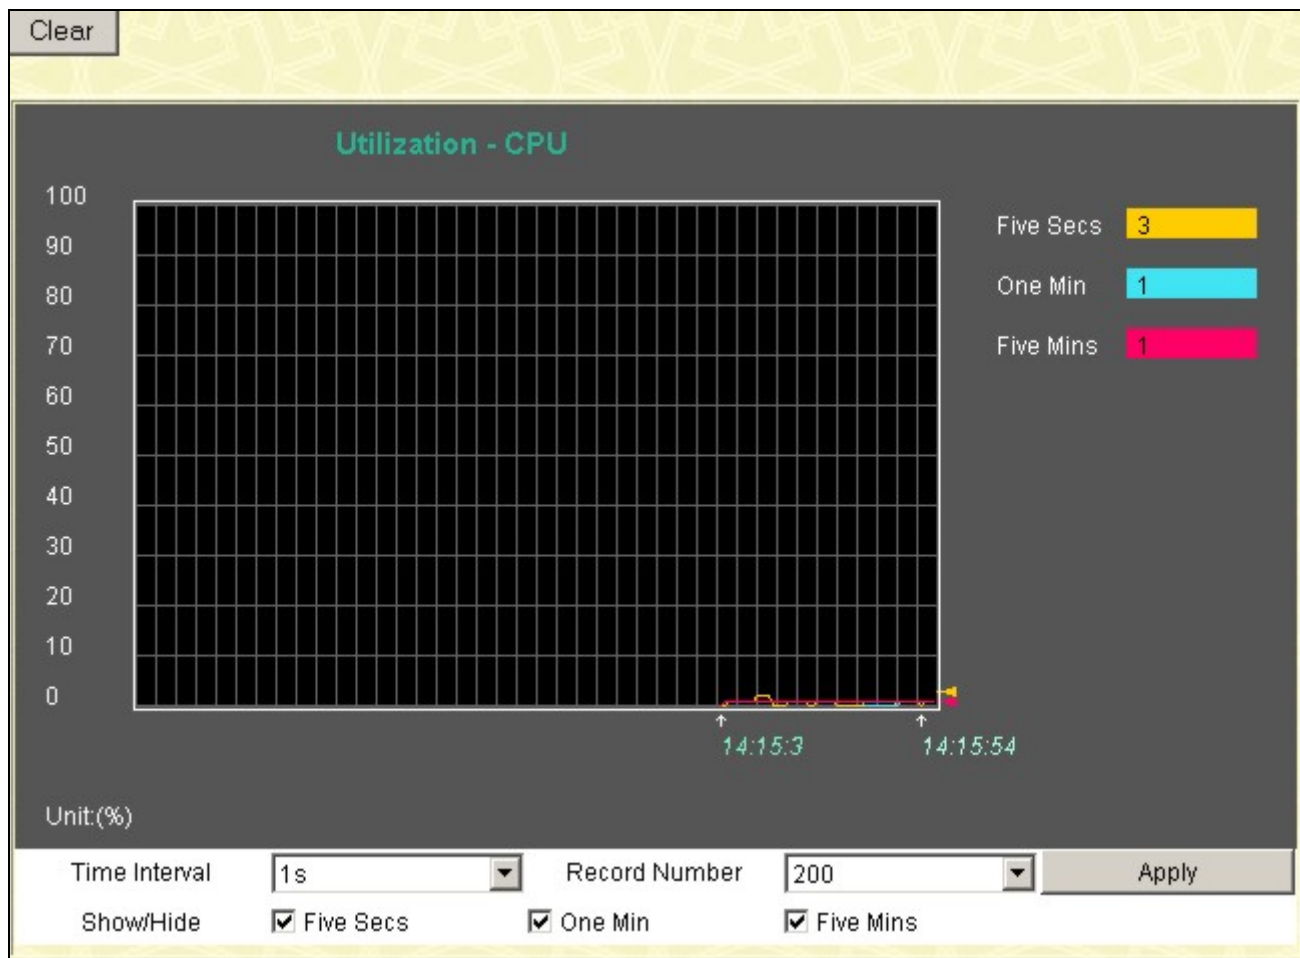 Clear
Utilization - CPU
100
90
80
70
60
50
40
30
20
10
0
Five Secs 3
One Min 1
Five Mins 1
14:15:3 14:15:54
Unit:(%)
Time Interval 1s Record Number 200 Apply
Show/Hide Five Secs One Min Five Mins